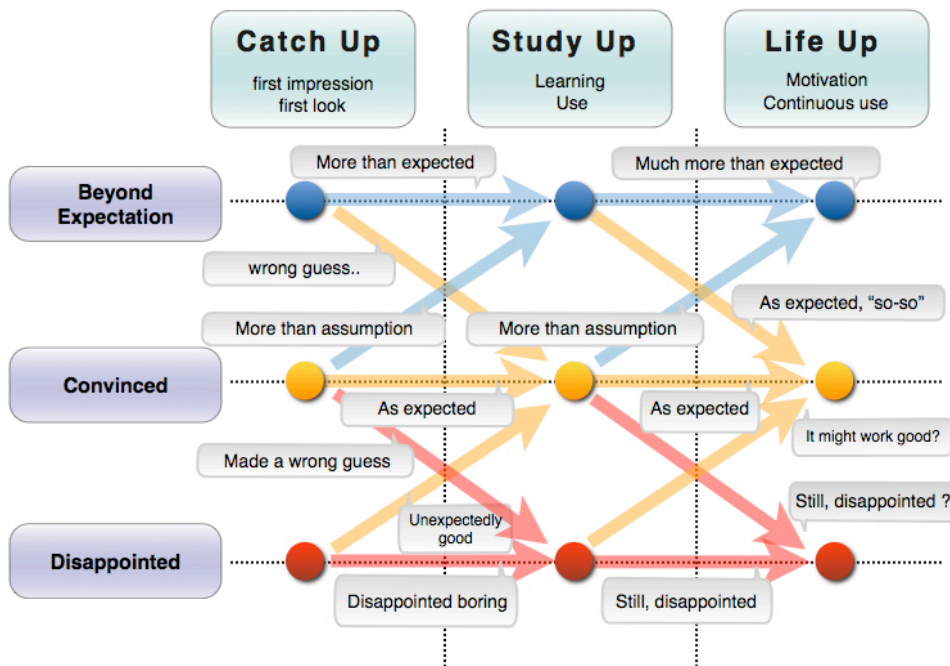 Catch Up
first impression
first look
Study Up
Learning
Use
Life Up
Motivation
Continuous use
More than expected
Much more than expected
Beyond
Expectation
wrong guess..
As expected, “so-so”
More than assumption
More than assumption
Convinced
As expected
As expected
It might work good?
Made a wrong guess
Still, disappointed ?
Unexpectedly
good
Disappointed
Disappointed boring
Still, disappointed